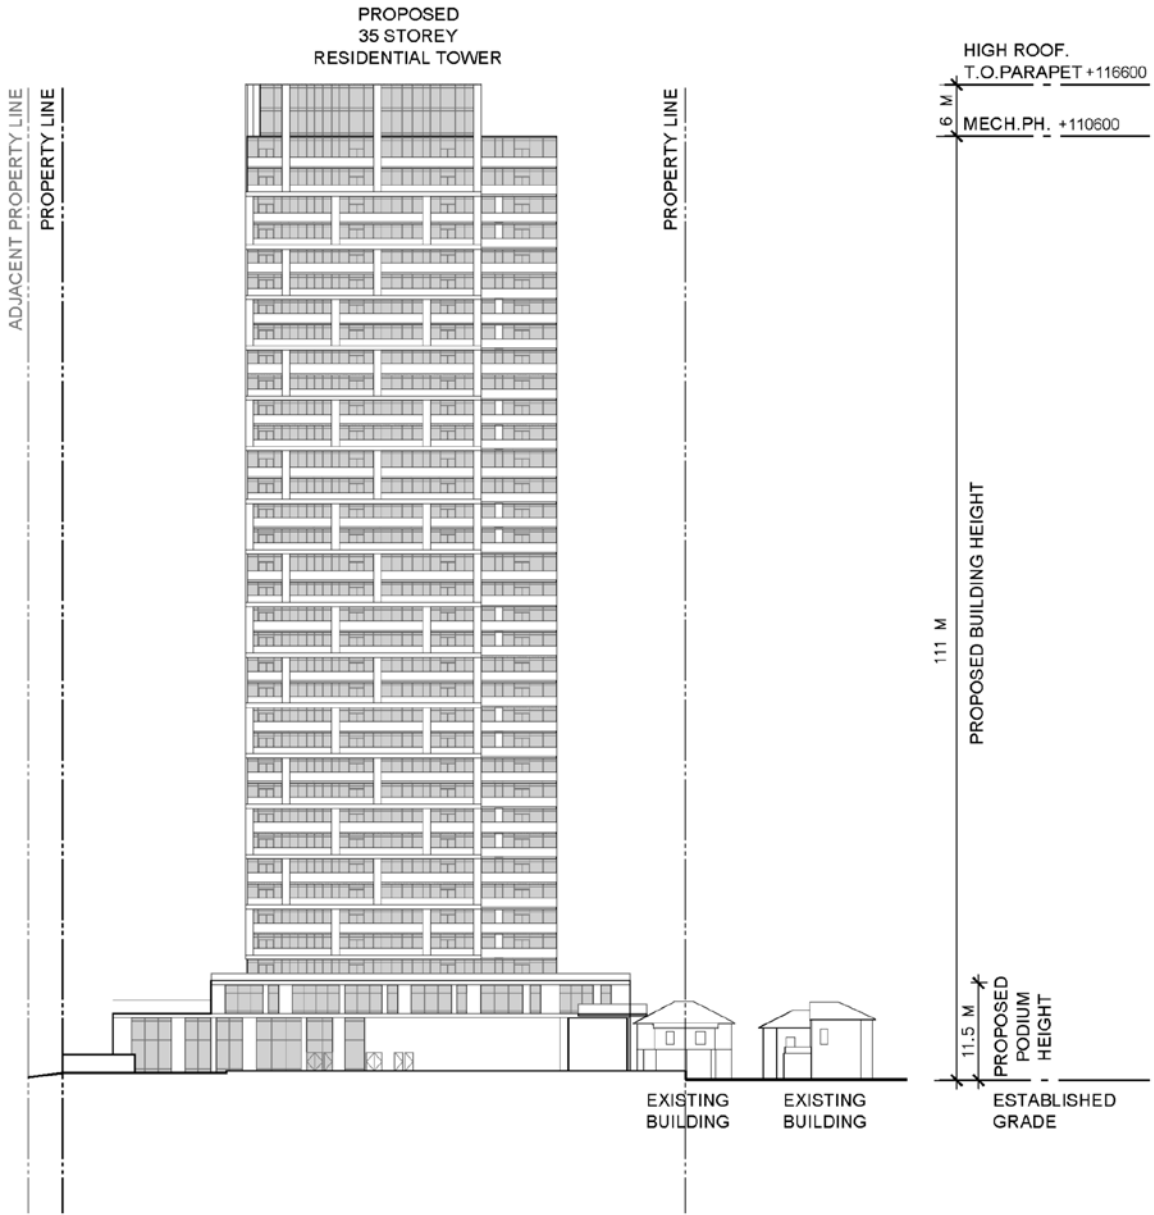 PROPOSED
35 STOREY
RESIDENTIAL TOWER
ADJACENT PROPERTY LINE
PROPERTY LINE
PROPERTY LINE
HIGH ROOF.
T.O.PARAPET +116600
6 M
MECH.PH. +110600
111 M
PROPOSED BUILDING HEIGHT
11.5 M
PROPOSED
PODIUM
HEIGHT
EXISTING
BUILDING
EXISTING
BUILDING
ESTABLISHED
GRADE